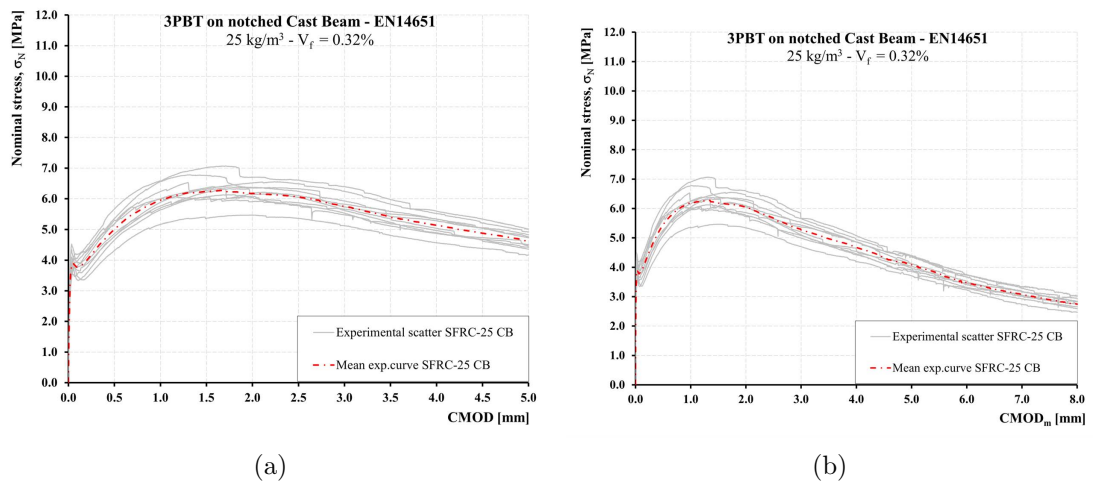 3PBT on notched Cast Beam - EN14651
25 kg/m³ - V_f = 0.32%
Nominal stress, σ_N [MPa]
12.0
11.0
10.0
9.0
8.0
7.0
6.0
5.0
4.0
3.0
2.0
1.0
0.0
Experimental scatter SFRC-25 CB
Mean exp.curve SFRC-25 CB
0.0 0.5 1.0 1.5 2.0 2.5 3.0 3.5 4.0 4.5 5.0
CMOD [mm]
(a)
3PBT on notched Cast Beam - EN14651
25 kg/m³ - V_f = 0.32%
Nominal stress, σ_N [MPa]
12.0
11.0
10.0
9.0
8.0
7.0
6.0
5.0
4.0
3.0
2.0
1.0
0.0
Experimental scatter SFRC-25 CB
Mean exp.curve SFRC-25 CB
0.0 1.0 2.0 3.0 4.0 5.0 6.0 7.0 8.0
CMOD_m [mm]
(b)